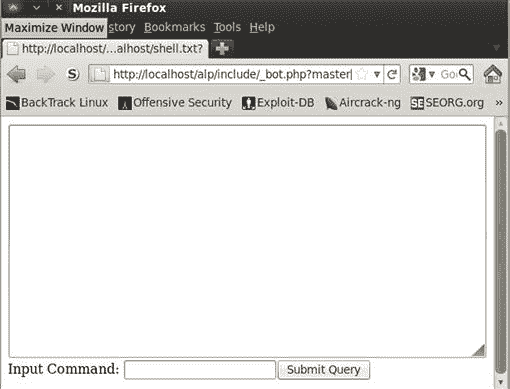 Mozilla Firefox
Maximize Window story Bookmarks Tools Help
http://localhost/...alhost/shell.txt?
S http://localhost/alp/include/_bot.php?master
BackTrack Linux Offensive Security Exploit-DB Aircrack-ng SE SEORG.org »
Input Command: Submit Query